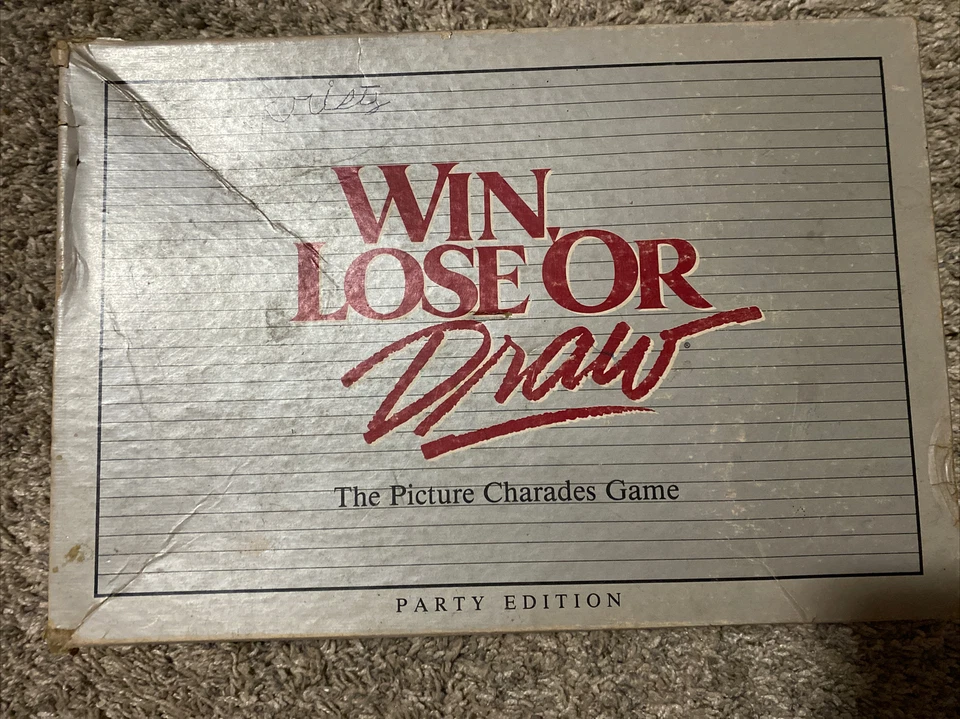 WIN,
LOSE OR
Draw®
The Picture Charades Game
PARTY EDITION